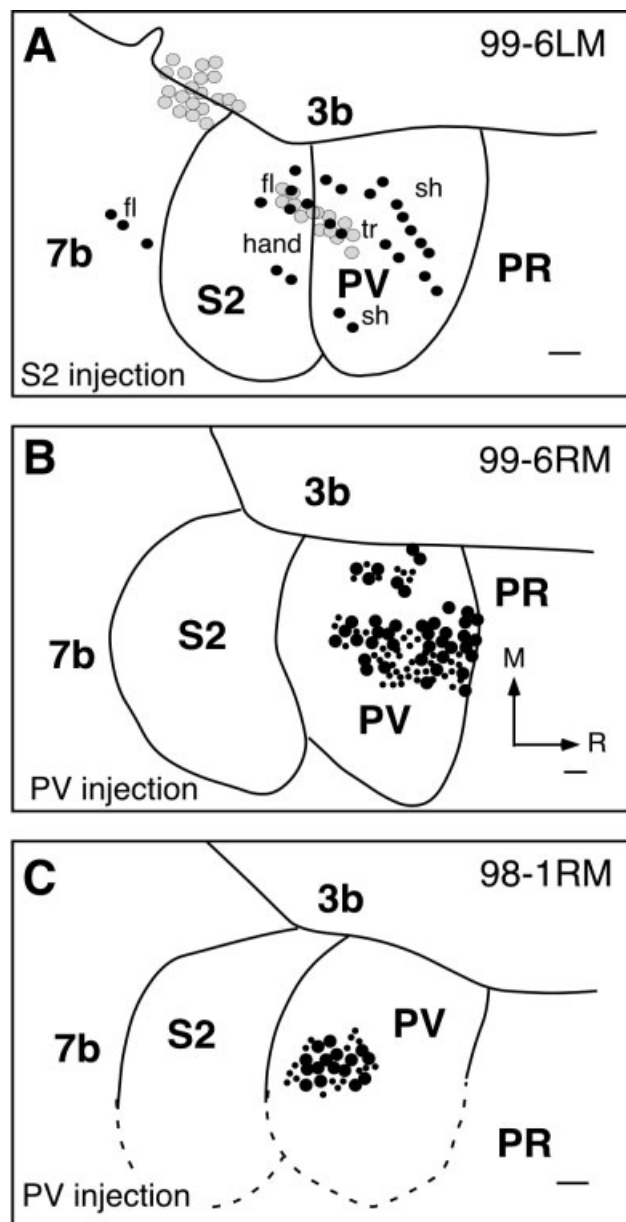 A 99-6LM
3b
fl sh
fl
hand tr
7b PV PR
S2
sh
S2 injection
B 99-6RM
3b
PR
S2
7b M
PV
R
PV injection
C 98-1RM
3b
PV
7b S2
PR
PV injection